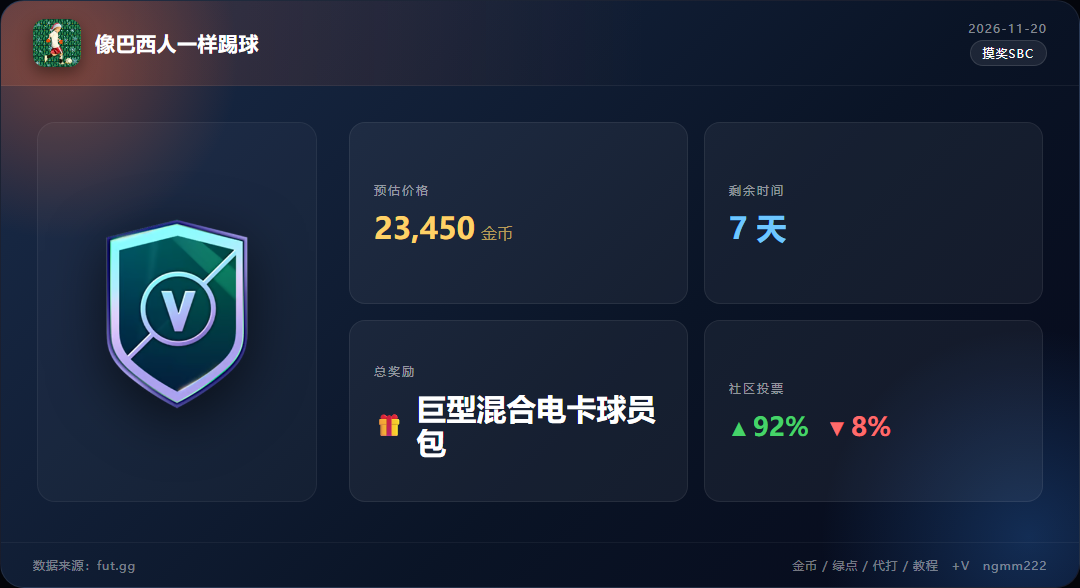 像巴西人一样踢球
2026-11-20
摸奖SBC
V
预估价格
23,450 金币
剩余时间
7 天
总奖励
巨型混合电卡球员
包
社区投票
▲92% ▼8%
数据来源：fut.gg
金币 / 绿点 / 代打 / 教程 +V ngmm222